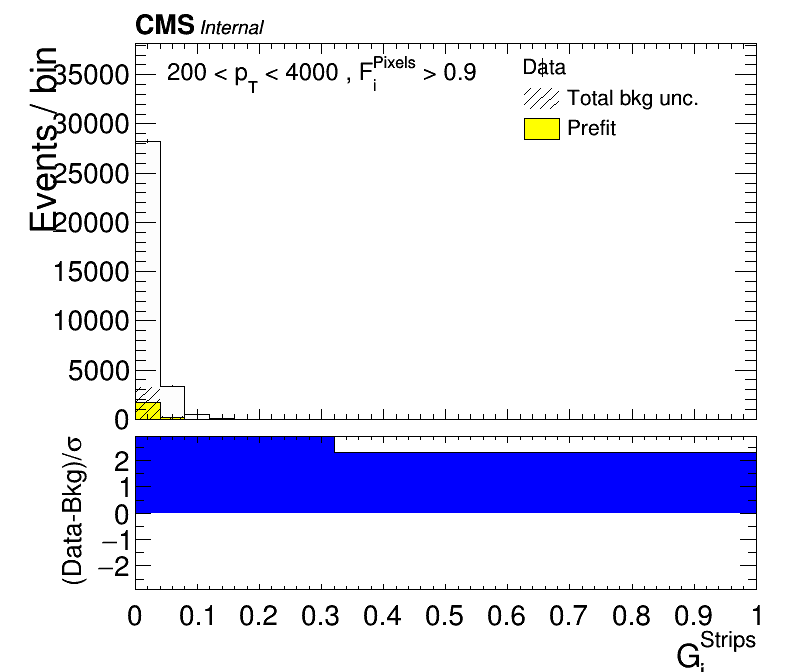 CMS Internal
200 < p_T < 4000 , F_i^Pixels > 0.9
Data
Total bkg unc.
Prefit
Events / bin
35000
30000
25000
20000
15000
10000
5000
0
(Data-Bkg)/σ
2
1
0
−1
−2
0 0.1 0.2 0.3 0.4 0.5 0.6 0.7 0.8 0.9 1
G_i^Strips